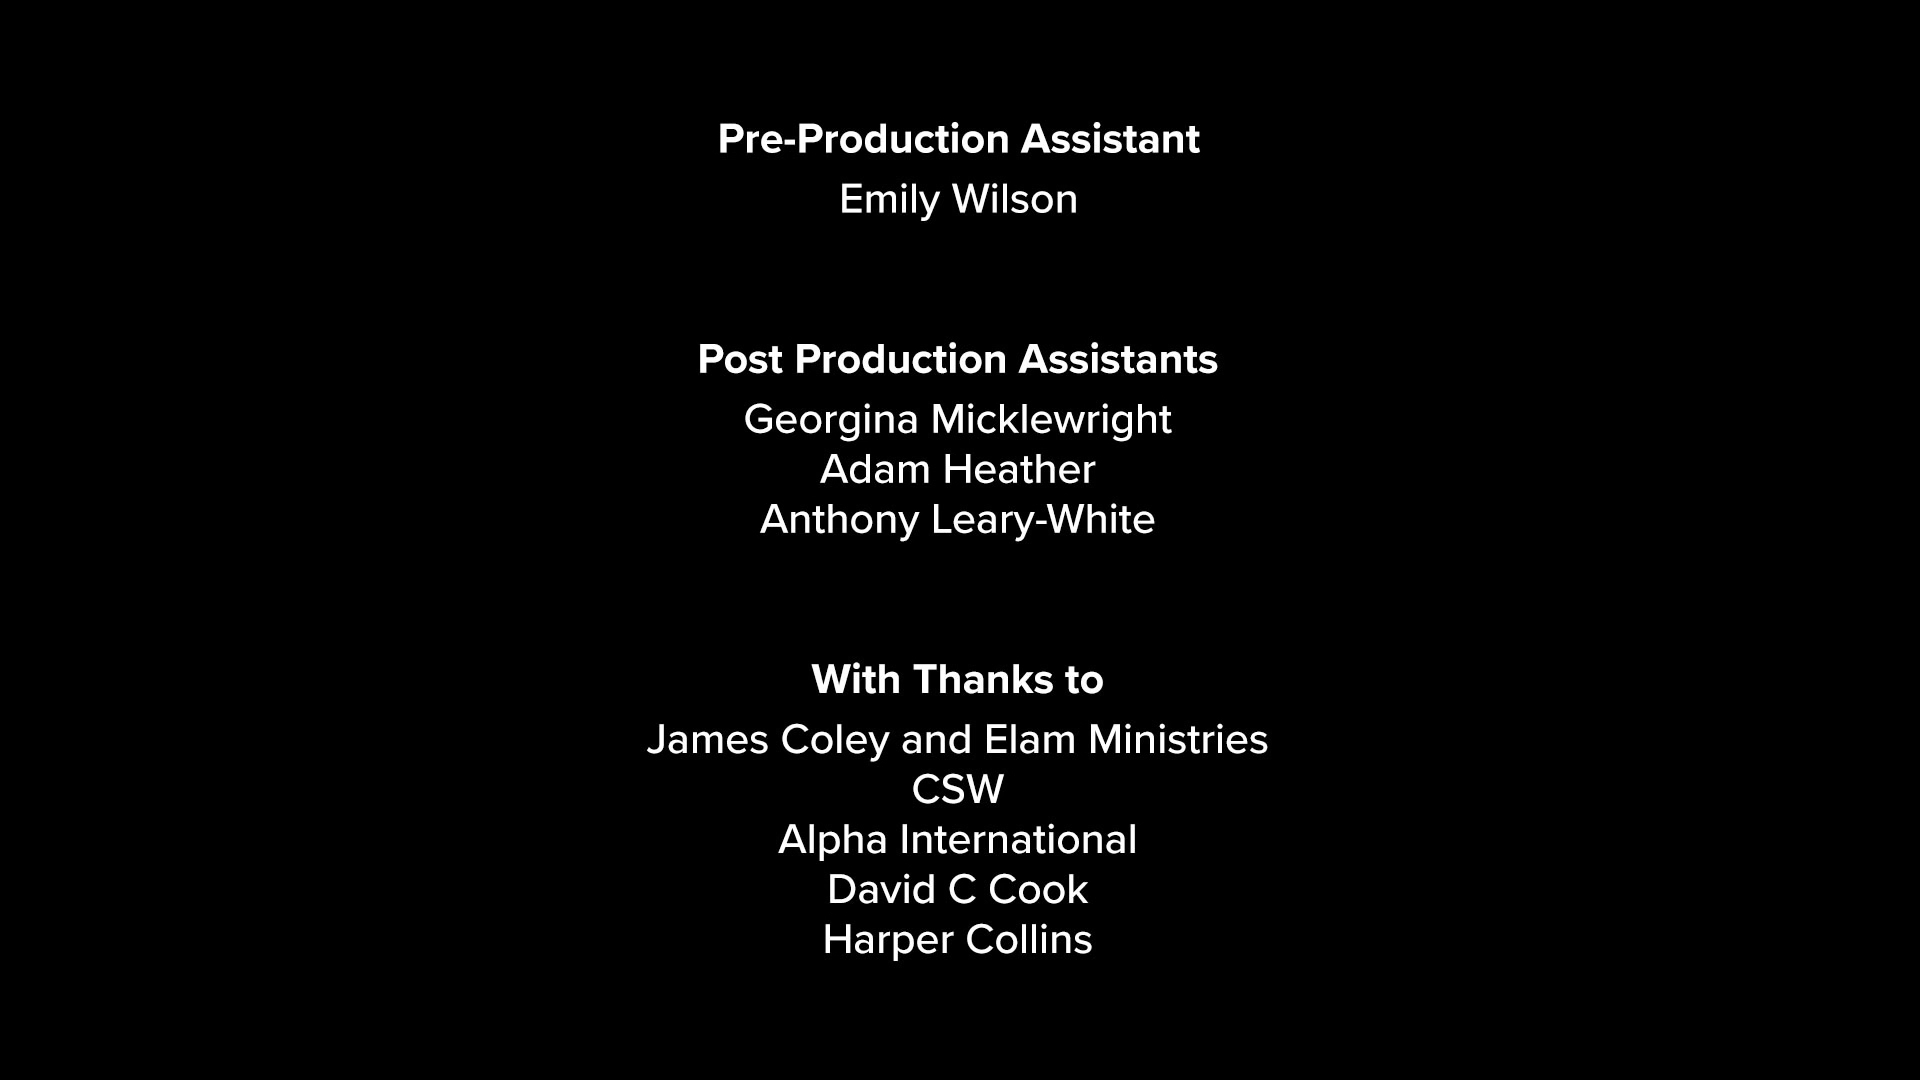 Pre-Production Assistant
Emily Wilson
Post Production Assistants
Georgina Micklewright
Adam Heather
Anthony Leary-White
With Thanks to
James Coley and Elam Ministries
CSW
Alpha International
David C Cook
Harper Collins